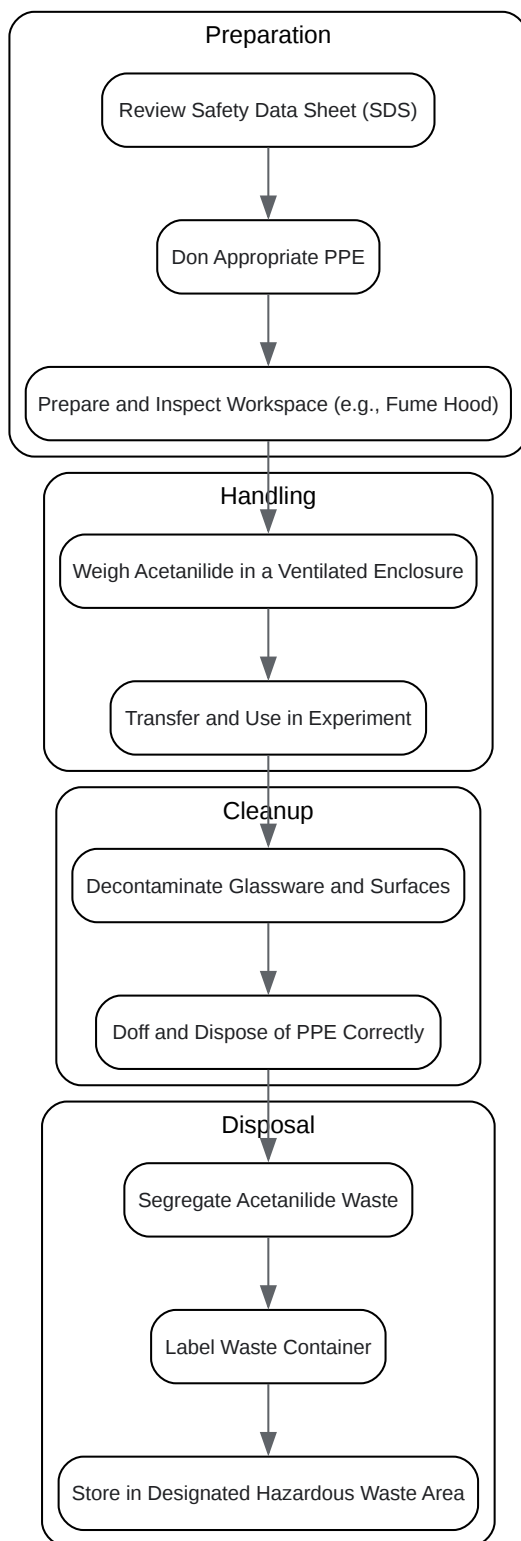 Preparation
Review Safety Data Sheet (SDS)
Don Appropriate PPE
Prepare and Inspect Workspace (e.g., Fume Hood)
Handling
Weigh Acetanilide in a Ventilated Enclosure
Transfer and Use in Experiment
Cleanup
Decontaminate Glassware and Surfaces
Doff and Dispose of PPE Correctly
Disposal
Segregate Acetanilide Waste
Label Waste Container
Store in Designated Hazardous Waste Area